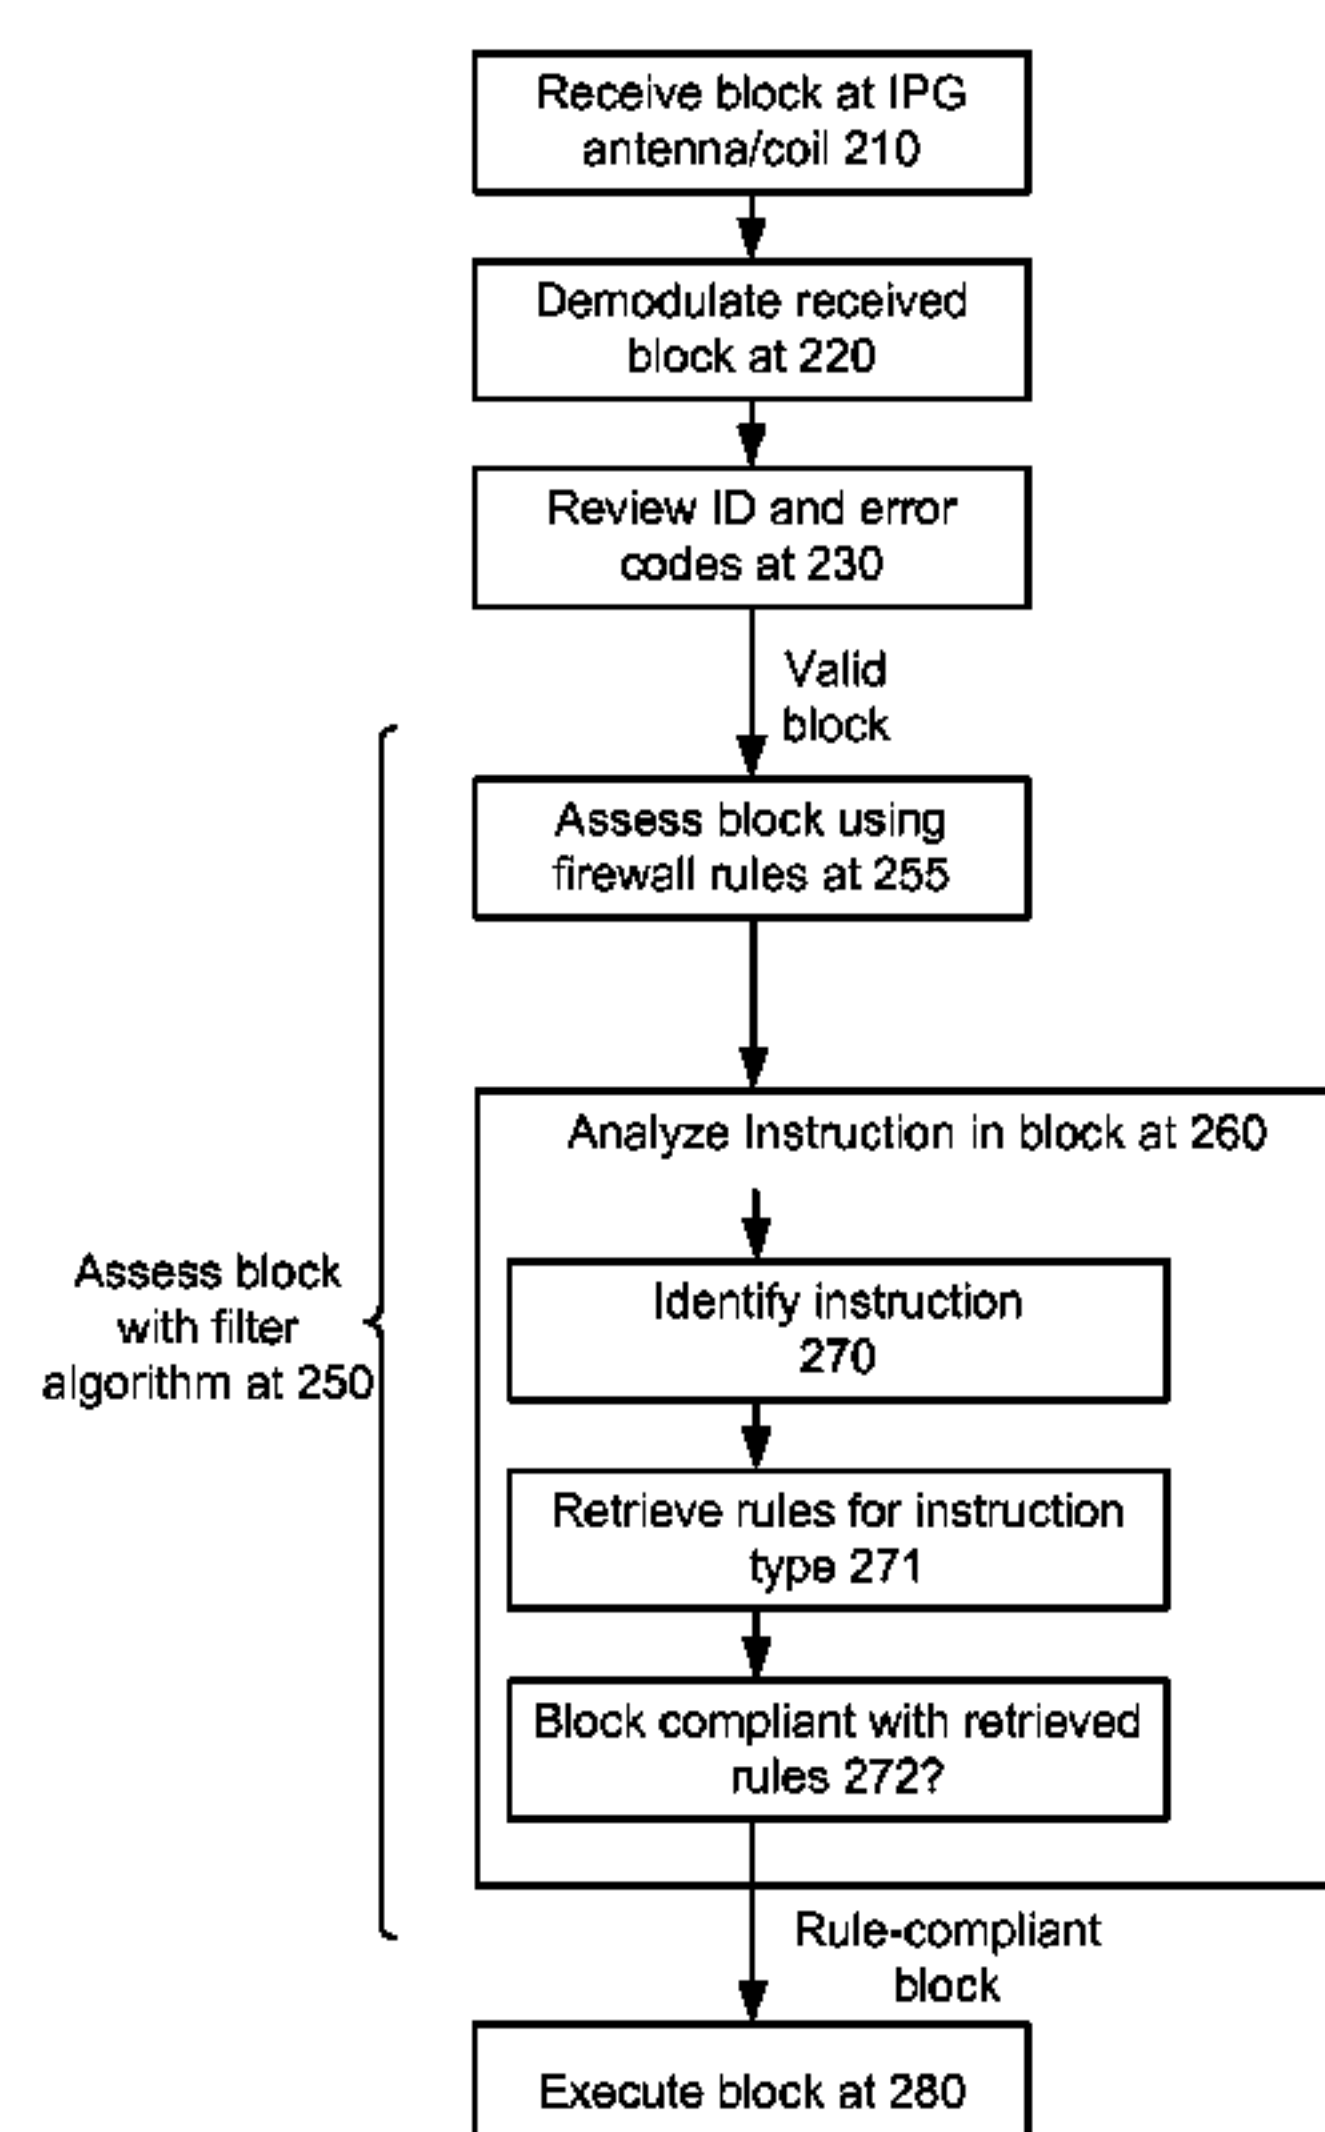 Receive block at IPG
antenna/coil 210
Demodulate received
block at 220
Review ID and error
codes at 230
Valid
block
Assess block using
firewall rules at 255
Analyze Instruction in block at 260
Identify instruction
270
Assess block
with filter
algorithm at 250
Retrieve rules for instruction
type 271
Block compliant with retrieved
rules 272?
Rule-compliant
block
Execute block at 280